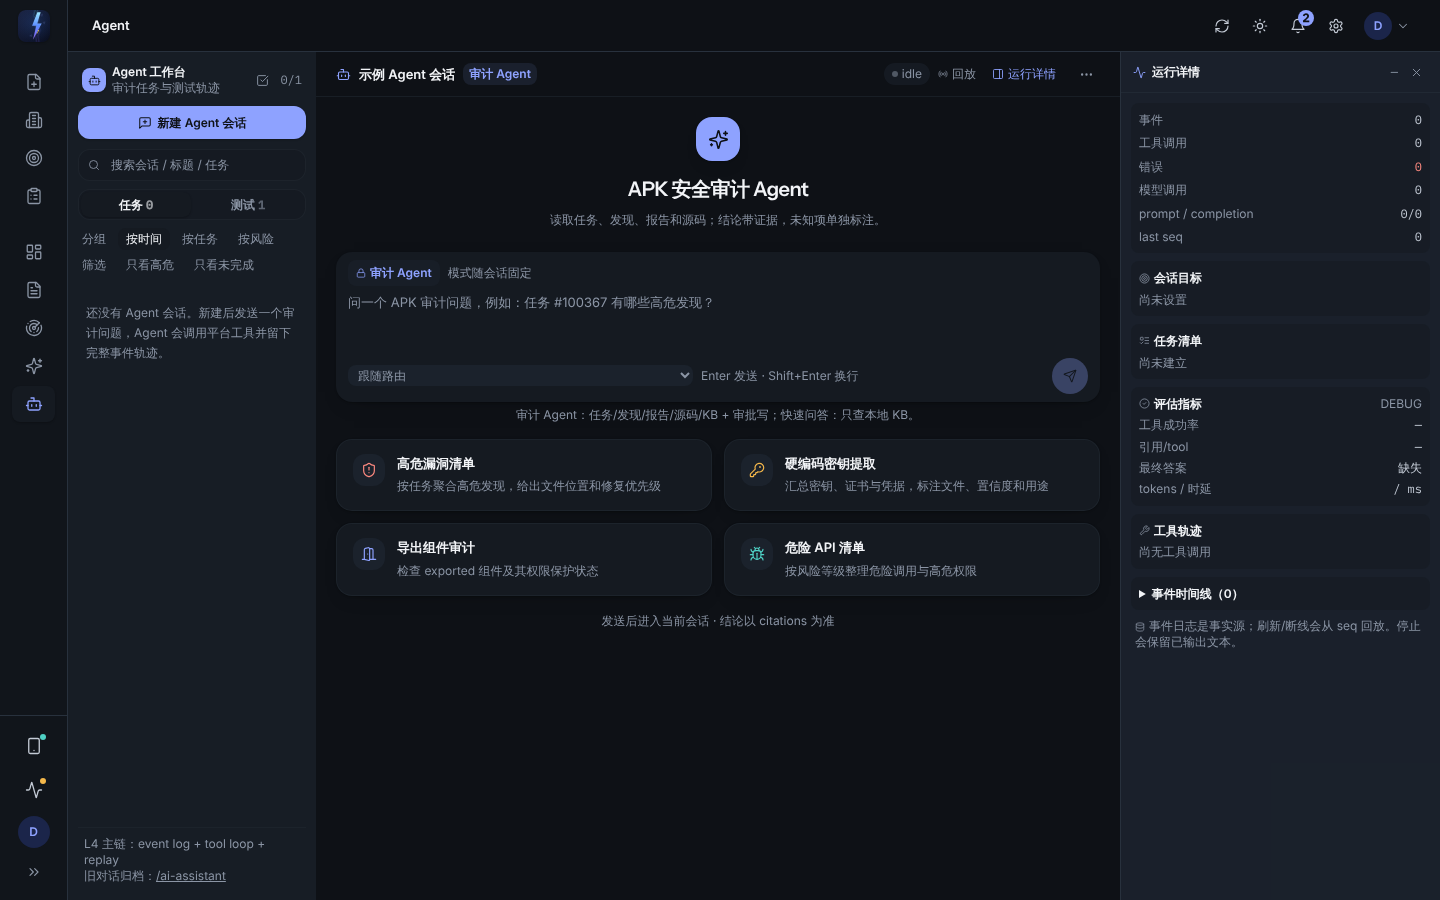 Agent
2
D
Agent 工作台
审计任务与测试轨迹
0/1
新建 Agent 会话
搜索会话 / 标题 / 任务
任务 0
测试 1
分组
按时间
按任务
按风险
筛选
只看高危
只看未完成
还没有 Agent 会话。新建后发送一个审
计问题，Agent 会调用平台工具并留下
完整事件轨迹。
D
L4 主链：event log + tool loop +
replay
旧对话归档：/ai-assistant
示例 Agent 会话
审计 Agent
idle
回放
运行详情
APK 安全审计 Agent
读取任务、发现、报告和源码；结论带证据，未知项单独标注。
审计 Agent
模式随会话固定
问一个 APK 审计问题，例如：任务 #100367 有哪些高危发现？
跟随路由
Enter 发送 · Shift+Enter 换行
审计 Agent：任务/发现/报告/源码/KB + 审批写；快速问答：只查本地 KB。
高危漏洞清单
按任务聚合高危发现，给出文件位置和修复优先级
硬编码密钥提取
汇总密钥、证书与凭据，标注文件、置信度和用途
导出组件审计
检查 exported 组件及其权限保护状态
危险 API 清单
按风险等级整理危险调用与高危权限
发送后进入当前会话 · 结论以 citations 为准
运行详情
事件 0
工具调用 0
错误 0
模型调用 0
prompt / completion 0/0
last seq 0
会话目标
尚未设置
任务清单
尚未建立
评估指标 DEBUG
工具成功率 —
引用/tool —
最终答案 缺失
tokens / 时延 / ms
工具轨迹
尚无工具调用
事件时间线（0）
事件日志是事实源；刷新/断线会从 seq 回放。停止
会保留已输出文本。